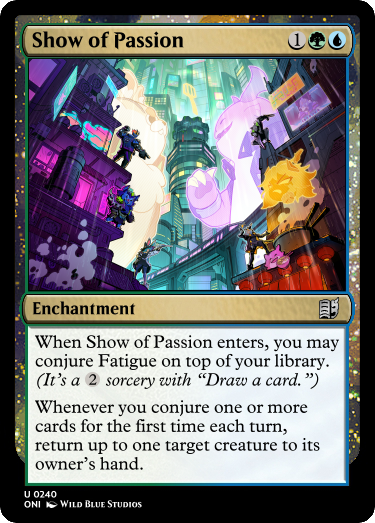 Show of Passion 1
Enchantment
When Show of Passion enters, you may
conjure Fatigue on top of your library.
(It's a 2 sorcery with “Draw a card.”)
Whenever you conjure one or more
cards for the first time each turn,
return up to one target creature to its
owner's hand.
U 0240
ONI Wild Blue Studios